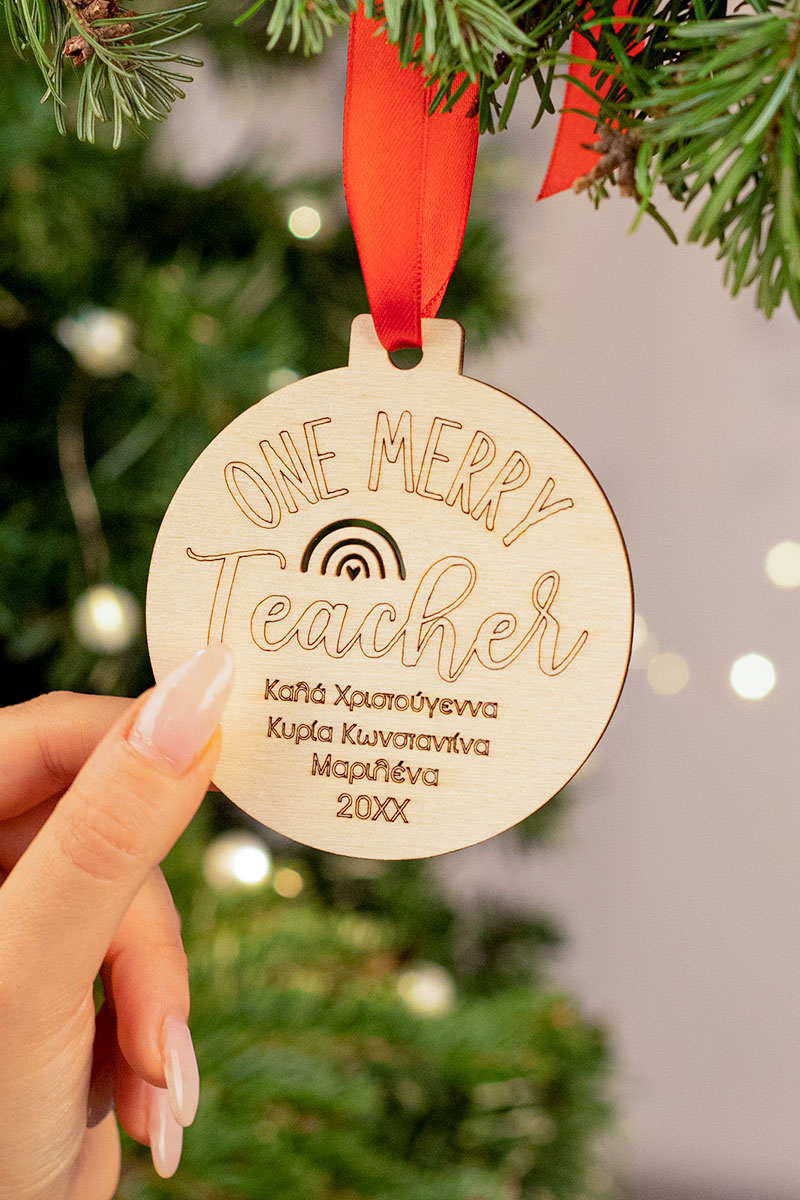 ONE MERRY
Teacher
Καλά Χριστούγεννα
Κυρία Κωνσταντίνα
Μαριλένα
20XX